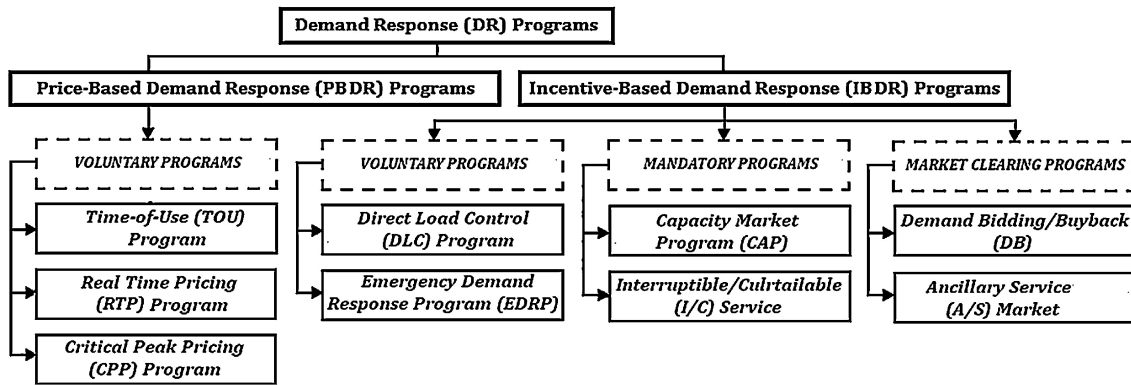 Demand Response (DR) Programs
Price-Based Demand Response (PBDR) Programs
Incentive-Based Demand Response (IBDR) Programs
VOLUNTARY PROGRAMS
Time-of-Use (TOU)
Program
Real Time Pricing
(RTP) Program
Critical Peak Pricing
(CPP) Program
VOLUNTARY PROGRAMS
Direct Load Control
(DLC) Program
Emergency Demand
Response Program (EDRP)
MANDATORY PROGRAMS
Capacity Market
Program (CAP)
Interruptible/Culrtailable
(I/C) Service
MARKET CLEARING PROGRAMS
Demand Bidding/Buyback
(DB)
Ancillary Service
(A/S) Market